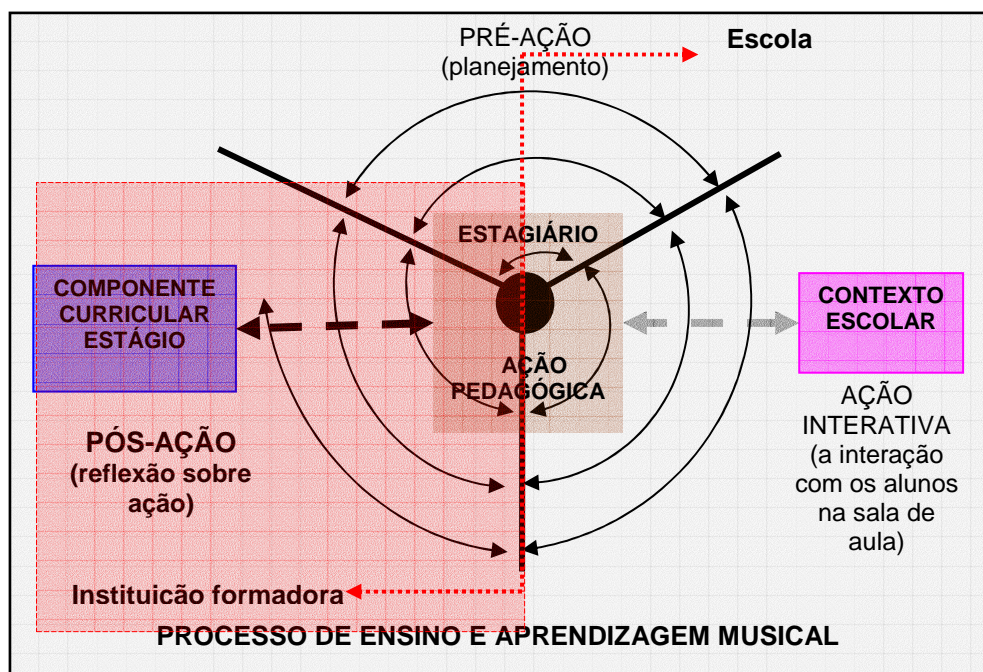 PRÉ-AÇÃO
(planejamento)
Escola
ESTAGIÁRIO
COMPONENTE
CURRICULAR
ESTÁGIO
CONTEXTO
ESCOLAR
AÇÃO
PEDAGÓGICA
AÇÃO
INTERATIVA
(a interação
com os alunos
na sala de
aula)
PÓS-AÇÃO
(reflexão sobre
ação)
Instituicão formadora
PROCESSO DE ENSINO E APRENDIZAGEM MUSICAL